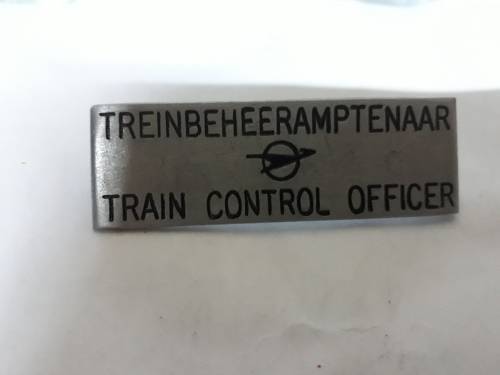 TREINBEHEERAMPTENAAR
TRAIN CONTROL OFFICER